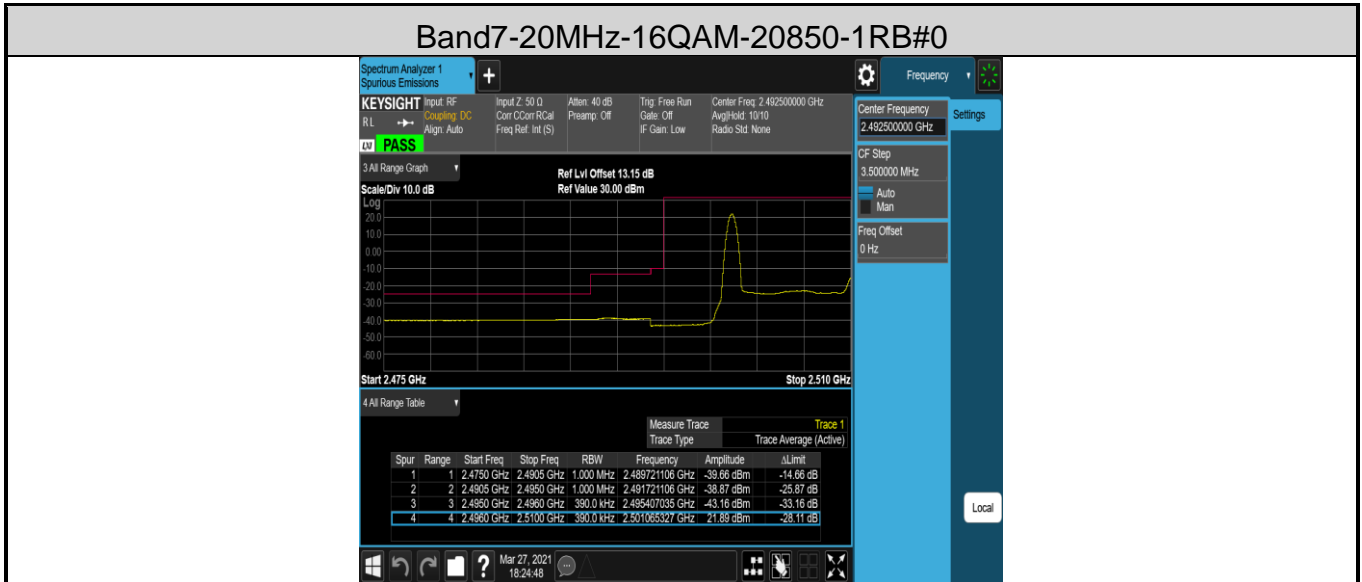 Band7-20MHz-16QAM-20850-1RB#0
Spectrum Analyzer 1
Spurious Emissions
+
Frequency
KEYSIGHT
RL
LXI
PASS
Input: RF
Coupling: DC
Align: Auto
Input Z: 50 Ω
Corr CCorr RCal
Freq Ref: Int (S)
Atten: 40 dB
Preamp: Off
Trig: Free Run
Gate: Off
IF Gain: Low
Center Freq: 2.492500000 GHz
Avg|Hold: 10/10
Radio Std: None
Center Frequency
2.492500000 GHz
Settings
CF Step
3.500000 MHz
Auto
Man
Freq Offset
0 Hz
Local
3 All Range Graph
Ref Lvl Offset 13.15 dB
Scale/Div 10.0 dB
Ref Value 30.00 dBm
Log
20.0
10.0
0.00
-10.0
-20.0
-30.0
-40.0
-50.0
-60.0
Start 2.475 GHz
Stop 2.510 GHz
4 All Range Table
Measure Trace Trace 1
Trace Type Trace Average (Active)
Spur Range Start Freq Stop Freq RBW Frequency Amplitude ΔLimit
1 1 2.4750 GHz 2.4905 GHz 1.000 MHz 2.489721106 GHz -39.66 dBm -14.66 dB
2 2 2.4905 GHz 2.4950 GHz 1.000 MHz 2.491721106 GHz -38.87 dBm -25.87 dB
3 3 2.4950 GHz 2.4960 GHz 390.0 kHz 2.495407035 GHz -43.16 dBm -33.16 dB
4 4 2.4960 GHz 2.5100 GHz 390.0 kHz 2.501065327 GHz 21.89 dBm -28.11 dB
?
Mar 27, 2021
18:24:48